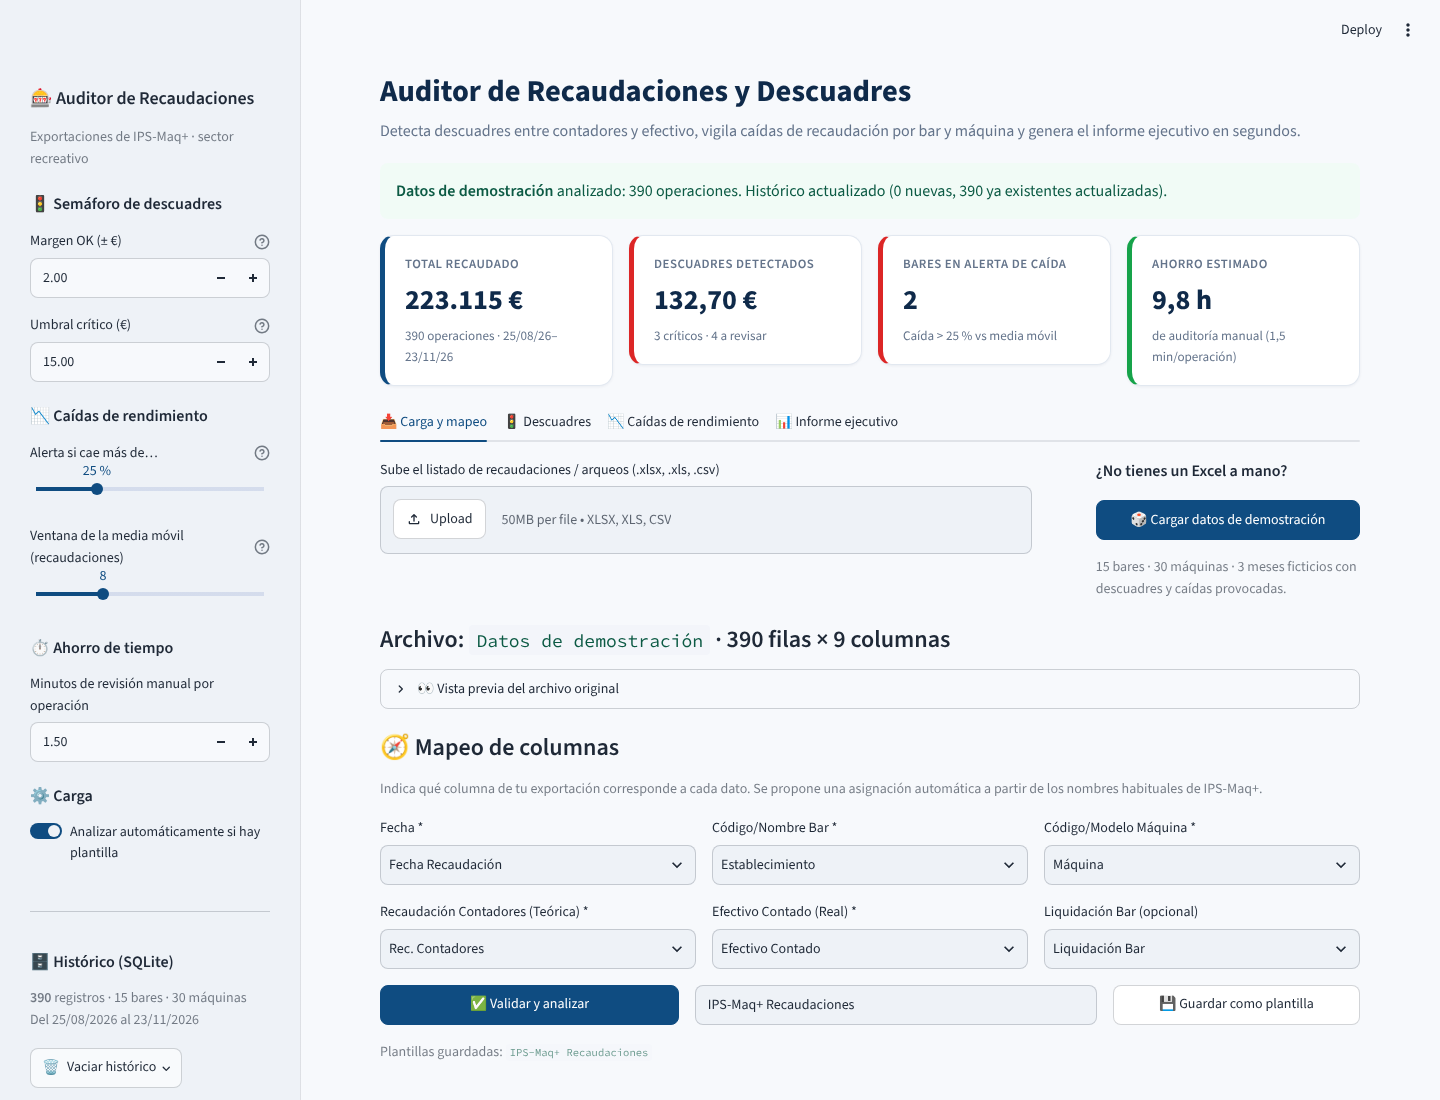 Deploy
Auditor de Recaudaciones
Exportaciones de IPS-Maq+ · sector
recreativo
Semáforo de descuadres
Margen OK (± €)
2.00
Umbral crítico (€)
15.00
Caídas de rendimiento
Alerta si cae más de…
25 %
Ventana de la media móvil
(recaudaciones)
8
Ahorro de tiempo
Minutos de revisión manual por
operación
1.50
Carga
Analizar automáticamente si hay
plantilla
Histórico (SQLite)
390 registros · 15 bares · 30 máquinas
Del 25/08/2026 al 23/11/2026
Vaciar histórico
Auditor de Recaudaciones y Descuadres
Detecta descuadres entre contadores y efectivo, vigila caídas de recaudación por bar y máquina y genera el informe ejecutivo en segundos.
Datos de demostración analizado: 390 operaciones. Histórico actualizado (0 nuevas, 390 ya existentes actualizadas).
TOTAL RECAUDADO
223.115 €
390 operaciones · 25/08/26–
23/11/26
DESCUADRES DETECTADOS
132,70 €
3 críticos · 4 a revisar
BARES EN ALERTA DE CAÍDA
2
Caída > 25 % vs media móvil
AHORRO ESTIMADO
9,8 h
de auditoría manual (1,5
min/operación)
Carga y mapeo
Descuadres
Caídas de rendimiento
Informe ejecutivo
Sube el listado de recaudaciones / arqueos (.xlsx, .xls, .csv)
Upload
50MB per file • XLSX, XLS, CSV
¿No tienes un Excel a mano?
Cargar datos de demostración
15 bares · 30 máquinas · 3 meses ficticios con
descuadres y caídas provocadas.
Archivo: Datos de demostración · 390 filas × 9 columnas
Vista previa del archivo original
Mapeo de columnas
Indica qué columna de tu exportación corresponde a cada dato. Se propone una asignación automática a partir de los nombres habituales de IPS-Maq+.
Fecha *
Fecha Recaudación
Código/Nombre Bar *
Establecimiento
Código/Modelo Máquina *
Máquina
Recaudación Contadores (Teórica) *
Rec. Contadores
Efectivo Contado (Real) *
Efectivo Contado
Liquidación Bar (opcional)
Liquidación Bar
Validar y analizar
IPS-Maq+ Recaudaciones
Guardar como plantilla
Plantillas guardadas: IPS-Maq+ Recaudaciones